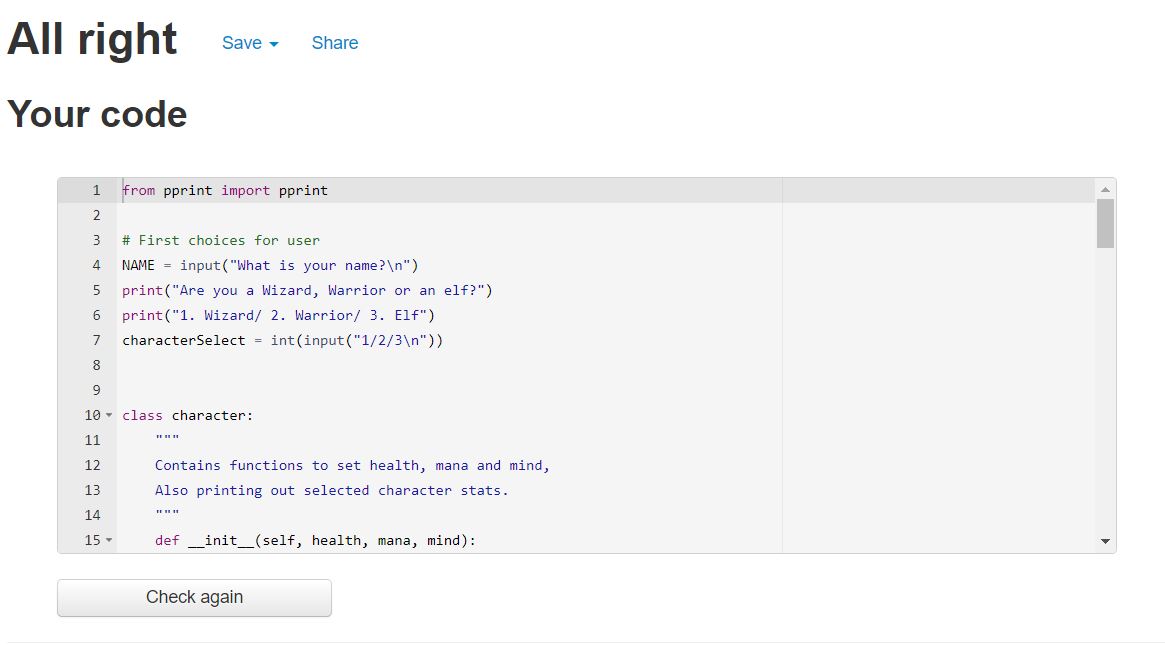 All right Save Share
Your code
1 from pprint import pprint
2
3 # First choices for user
4 NAME = input("What is your name?\n")
5 print("Are you a Wizard, Warrior or an elf?")
6 print("1. Wizard/ 2. Warrior/ 3. Elf")
7 characterSelect = int(input("1/2/3\n"))
8
9
10 class character:
11     """
12     Contains functions to set health, mana and mind,
13     Also printing out selected character stats.
14     """
15     def __init__(self, health, mana, mind):
Check again